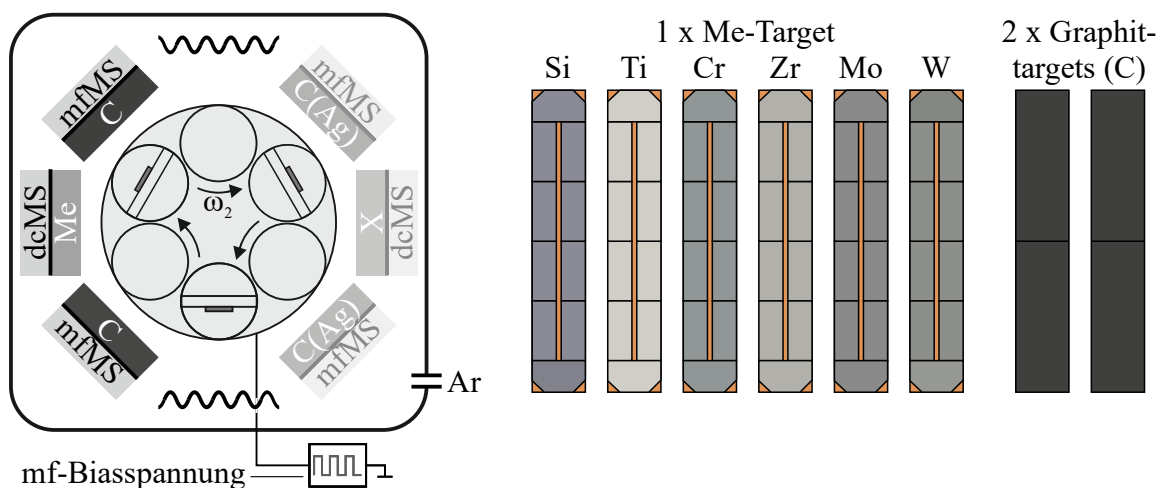 mfMS
C
mfMS
C(Ag)
dcMS
Me
ω2
X
dcMS
C
mfMS
C(Ag)
mfMS
Ar
mf-Biasspannung
1 x Me-Target
Si Ti Cr Zr Mo W
2 x Graphit-
targets (C)